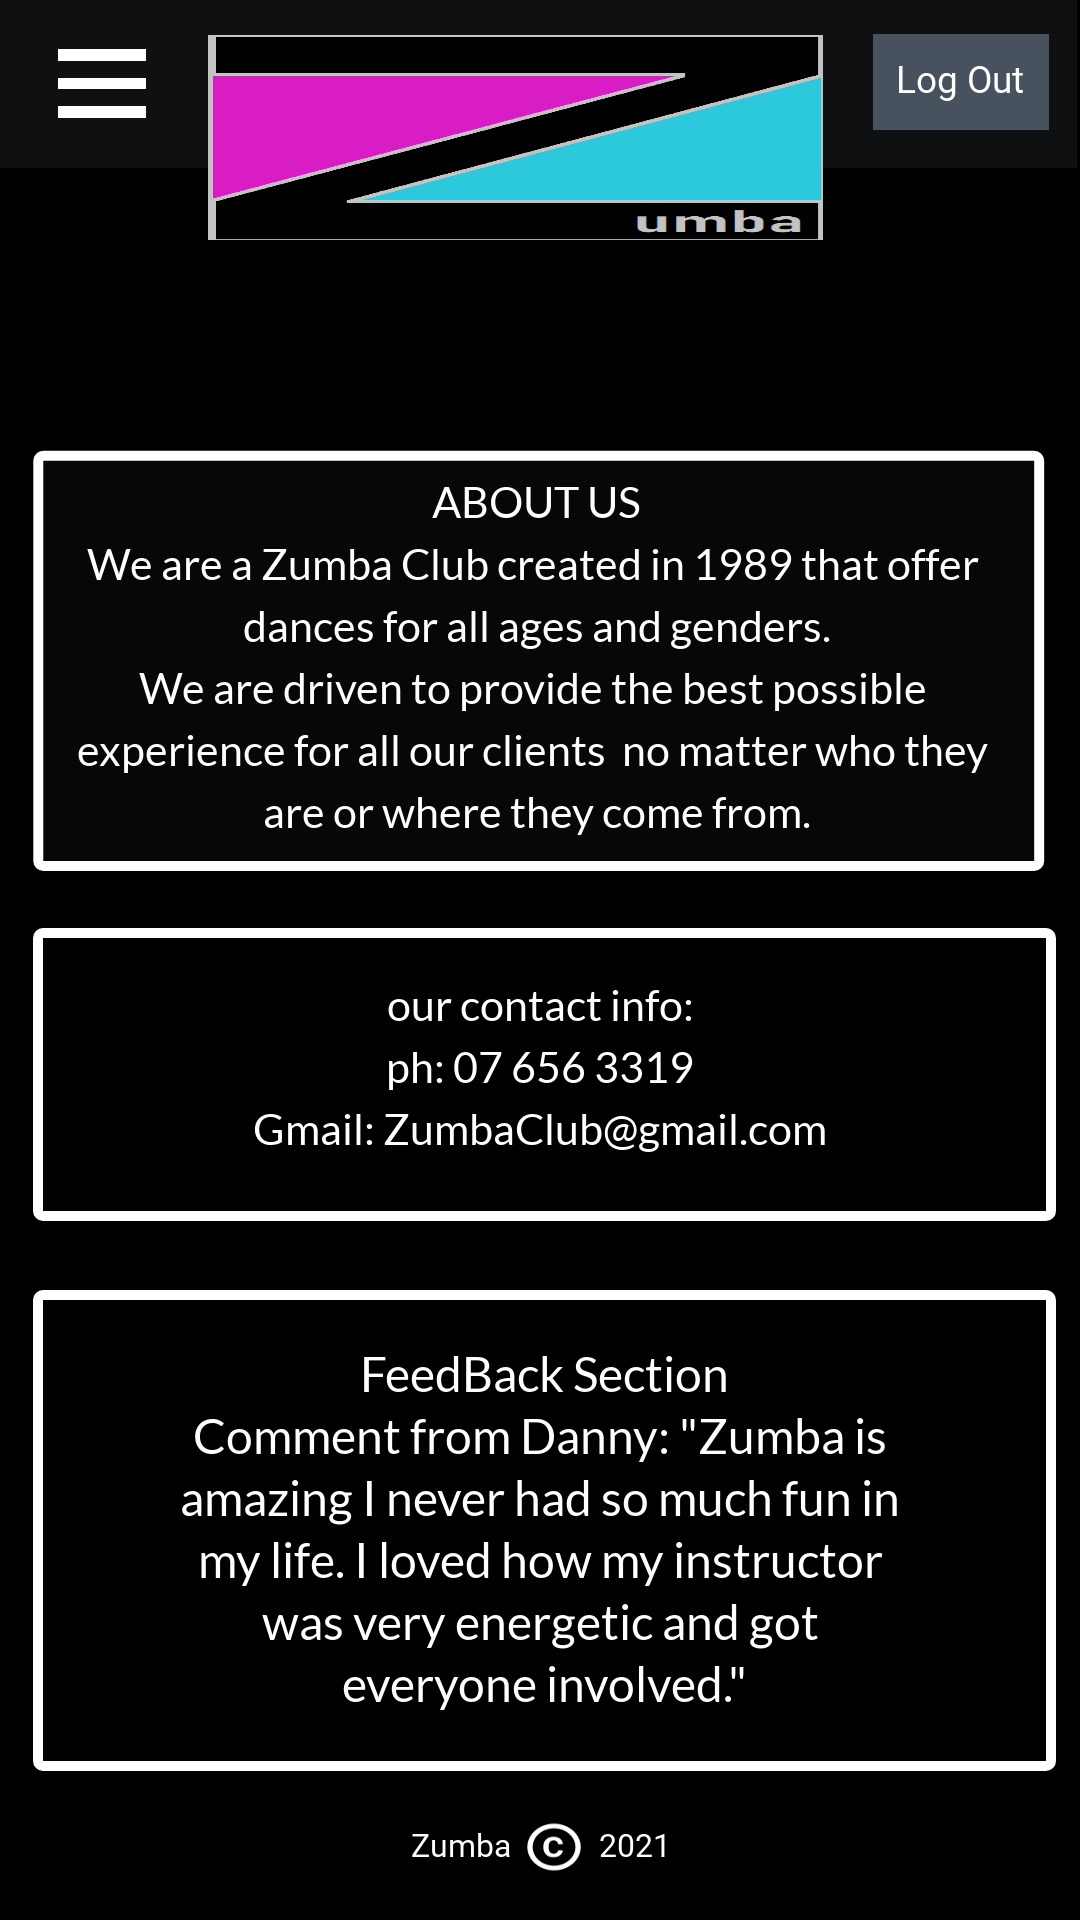 Log Out
umba
ABOUT US
We are a Zumba Club created in 1989 that offer
dances for all ages and genders.
We are driven to provide the best possible
experience for all our clients  no matter who they
are or where they come from.
our contact info:
ph: 07 656 3319
Gmail: ZumbaClub@gmail.com
FeedBack Section
Comment from Danny: "Zumba is
amazing I never had so much fun in
my life. I loved how my instructor
was very energetic and got
everyone involved."
Zumba © 2021